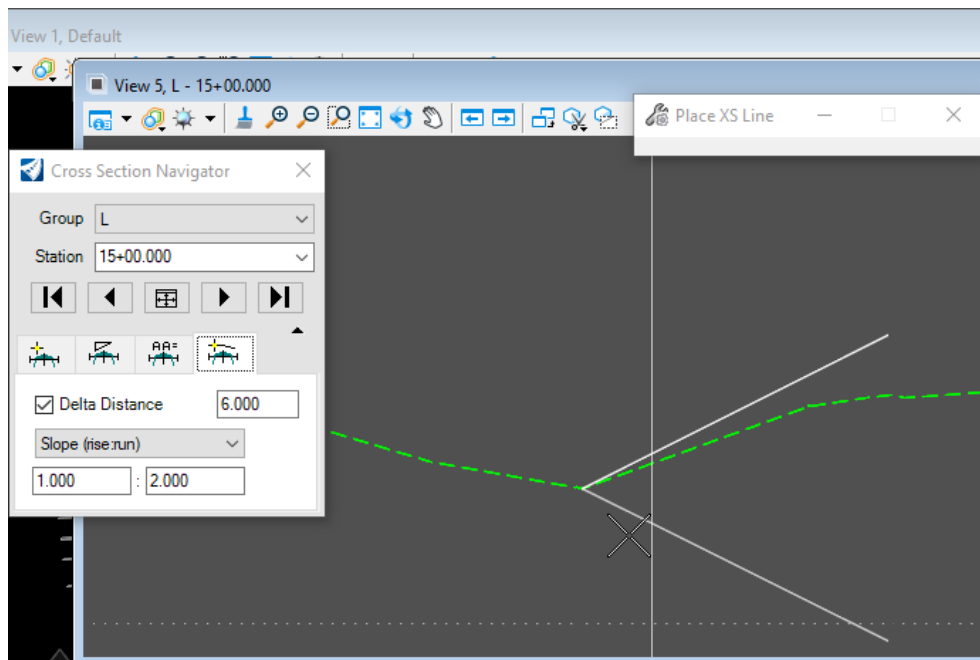 View 1, Default
View 5, L - 15+00.000
Place XS Line
Cross Section Navigator
Group L
Station 15+00.000
AA=
Delta Distance 6.000
Slope (rise:run)
1.000 : 2.000